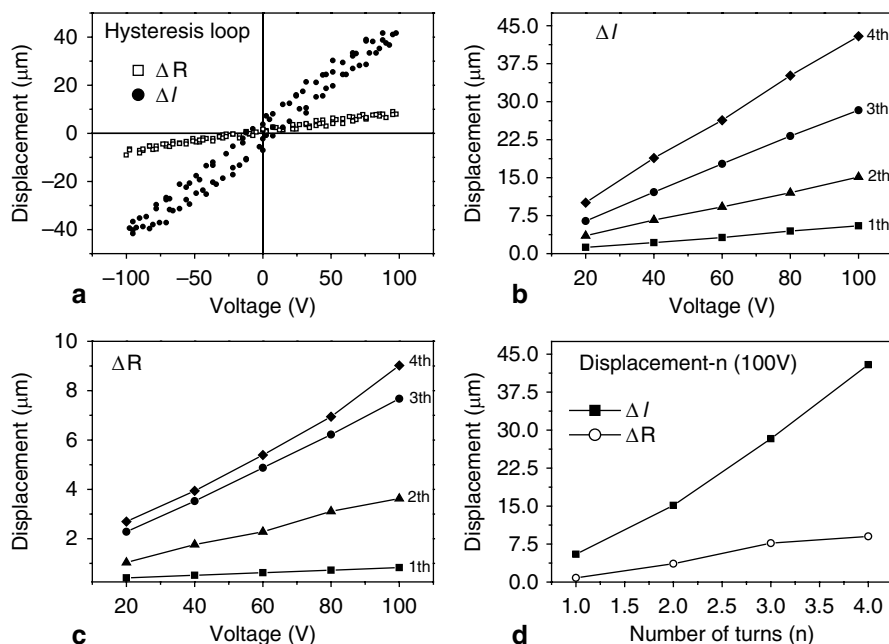 Hysteresis loop
ΔR
Δl
Displacement (μm)
40
20
0
−20
−40
−100
−50
0
50
100
Voltage (V)
a
Δl
Displacement (μm)
45.0
37.5
30.0
22.5
15.0
7.5
0.0
4th
3th
2th
1th
20
40
60
80
100
Voltage (V)
b
ΔR
Displacement (μm)
10
8
6
4
2
4th
3th
2th
1th
20
40
60
80
100
Voltage (V)
c
Displacement-n (100V)
Δl
ΔR
Displacement (μm)
45.0
37.5
30.0
22.5
15.0
7.5
0.0
1.0
1.5
2.0
2.5
3.0
3.5
4.0
Number of turns (n)
d